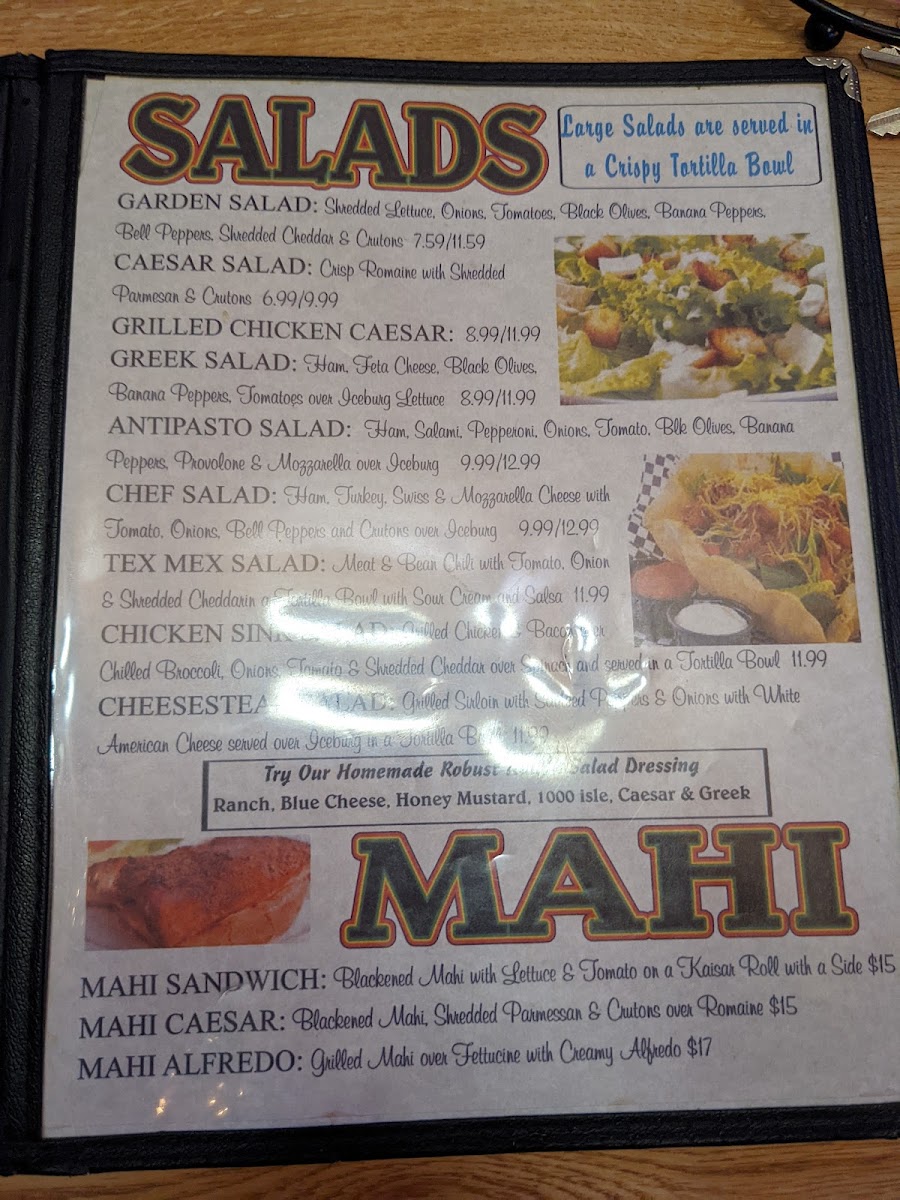 SALADS
Large Salads are served in
a Crispy Tortilla Bowl
GARDEN SALAD: Shredded Lettuce, Onions, Tomatoes, Black Olives, Banana Peppers,
Bell Peppers, Shredded Cheddar & Crutons 7.59/11.59
CAESAR SALAD: Crisp Romaine with Shredded
Parmesan & Crutons 6.99/9.99
GRILLED CHICKEN CAESAR: 8.99/11.99
GREEK SALAD: Ham, Feta Cheese, Black Olives,
Banana Peppers, Tomatoes over Iceburg Lettuce 8.99/11.99
ANTIPASTO SALAD: Ham, Salami, Pepperoni, Onions, Tomato, Blk Olives, Banana
Peppers, Provolone & Mozzarella over Iceburg 9.99/12.99
CHEF SALAD: Ham, Turkey, Swiss & Mozzarella Cheese with
Tomato, Onions, Bell Peppers and Crutons over Iceburg 9.99/12.99
TEX MEX SALAD: Meat & Bean Chili with Tomato, Onion
& Shredded Cheddarin a Tortilla Bowl with Sour Cream and Salsa 11.99
CHICKEN SINK SALAD: Grilled Chicken & Bacon over
Chilled Broccoli, Onions, Tomato & Shredded Cheddar over Spinach and served in a Tortilla Bowl 11.99
CHEESESTEAK SALAD: Grilled Sirloin with Sauteed Peppers & Onions with White
American Cheese served over Iceburg in a Tortilla Bowl 11.99
Try Our Homemade Robust Salad Dressing
Ranch, Blue Cheese, Honey Mustard, 1000 isle, Caesar & Greek
MAHI
MAHI SANDWICH: Blackened Mahi with Lettuce & Tomato on a Kaisar Roll with a Side $15
MAHI CAESAR: Blackened Mahi, Shredded Parmessan & Crutons over Romaine $15
MAHI ALFREDO: Grilled Mahi over Fettucine with Creamy Alfredo $17